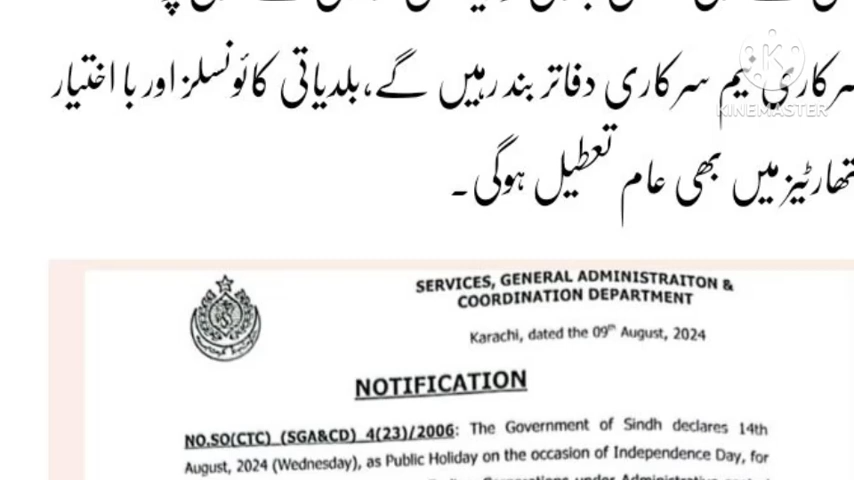 سرکاری نیم سرکاری دفاتر بند رہیں گے، بلدیاتی کائونسلز اور با اختیار
تھارٹیز میں بھی عام تعطیل ہوگی۔
KINEMASTER
SERVICES, GENERAL ADMINISTRAITON &
COORDINATION DEPARTMENT
Karachi, dated the 09th August, 2024
NOTIFICATION
NO.SO(CTC) (SGA&CD) 4(23)/2006: The Government of Sindh declares 14th
August, 2024 (Wednesday), as Public Holiday on the occasion of Independence Day, for